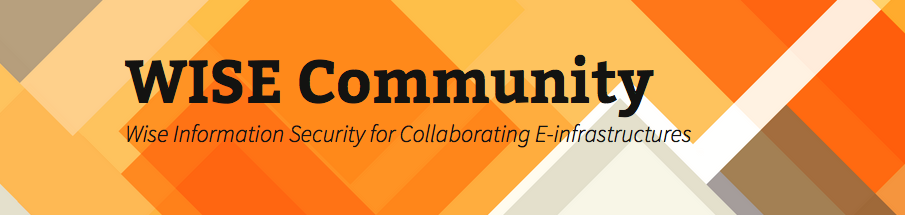 WISE Community
Wise Information Security for Collaborating E-infrastructures